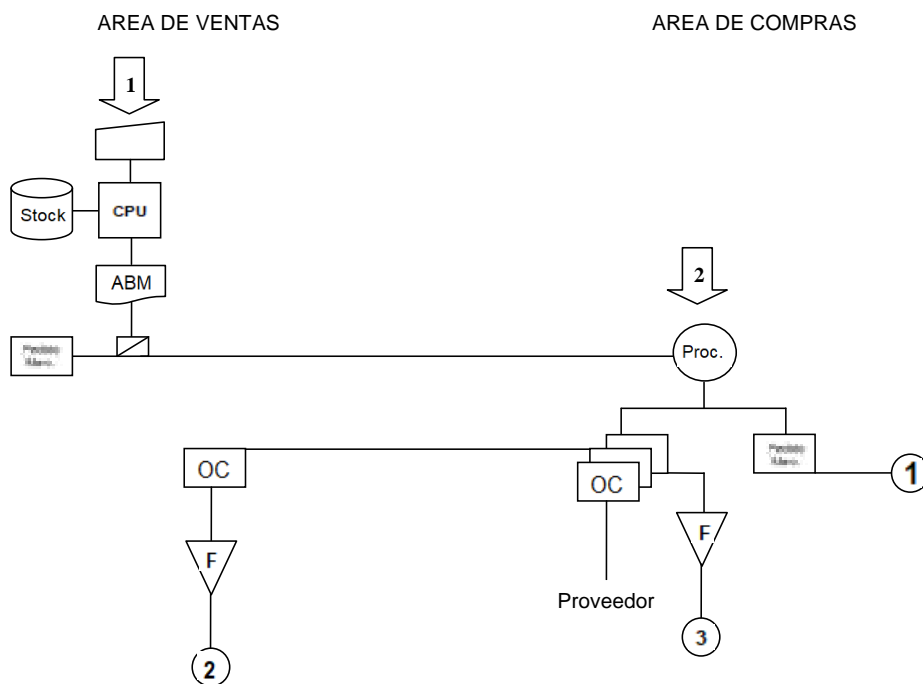 AREA DE VENTAS
AREA DE COMPRAS
1
Stock
CPU
ABM
2
Proc.
OC
OC
1
F
F
Proveedor
3
2